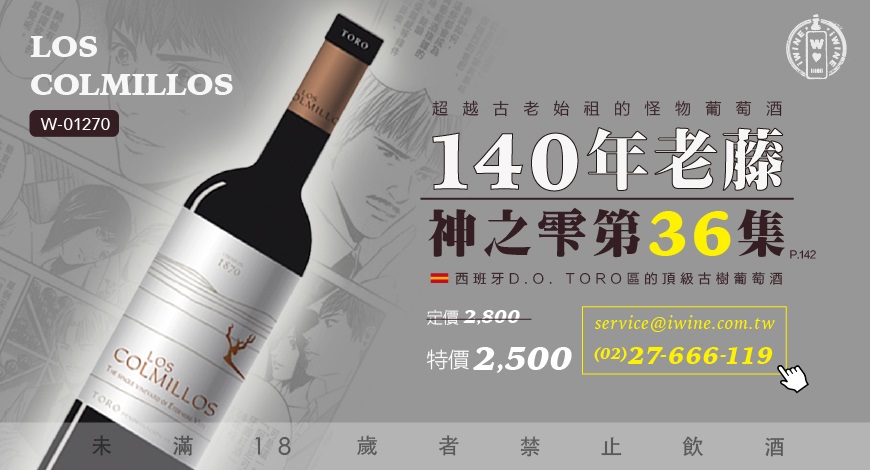 LOS
COLMILLOS
W-01270
IWINE IWINE
W
超越古老始祖的怪物葡萄酒
140年老藤
神之雫第36集
P.142
西班牙D.O. TORO區的頂級古樹葡萄酒
定價 2,800
特價 2,500
service@iwine.com.tw
(02)27-666-119
TORO
LOS
COLMILLO
1870
LOS
COLMILLOS
TORO
未滿18歲者禁止飲酒